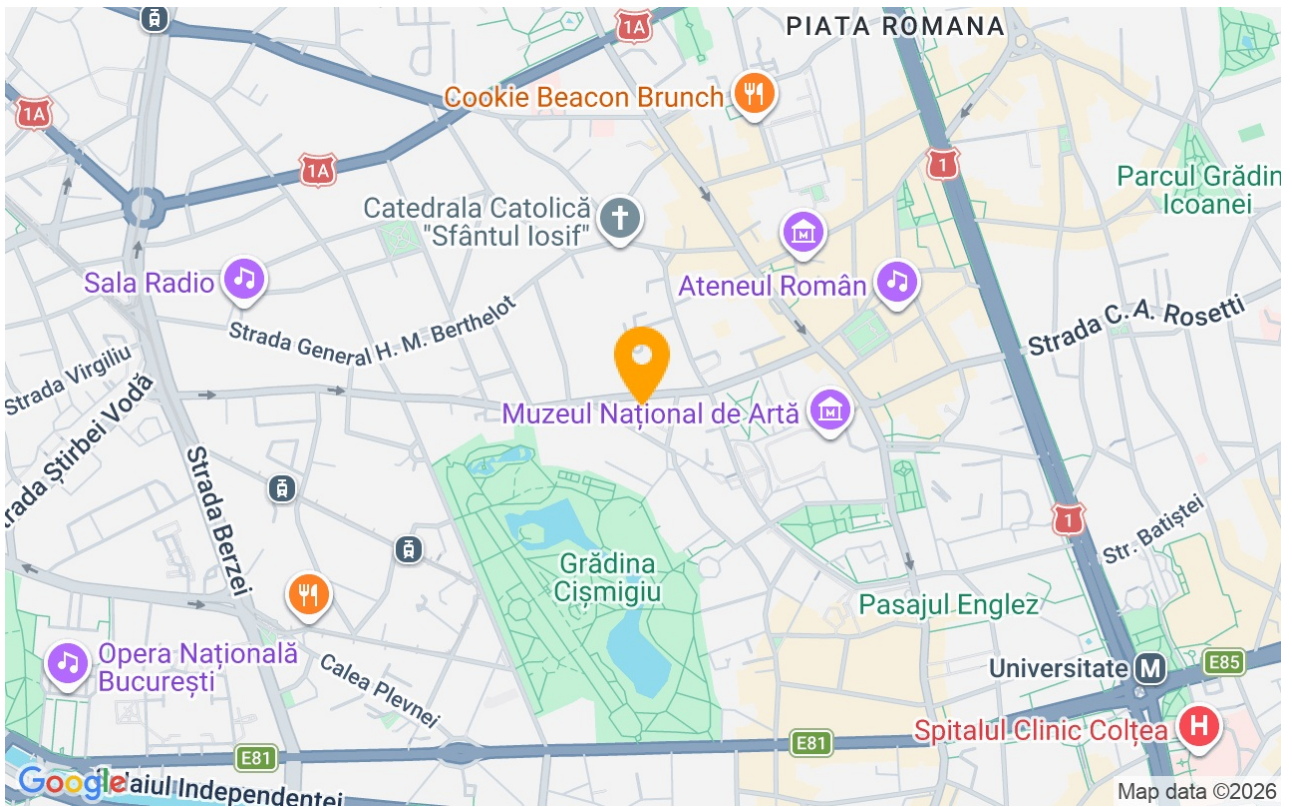 1A
PIATA ROMANA
Cookie Beacon Brunch
1A
1A
1
Parcul Grădin
Icoanei
Catedrala Catolică
"Sfântul Iosif"
Sala Radio
Ateneul Român
Strada C. A. Rosetti
Strada General H. M. Berthelot
Strada Virgiliu
trada Știrbei Vodă
Muzeul Național de Artă
Strada Berzei
1
Str. Batiștei
Grădina
Cișmigiu
Pasajul Englez
Opera Națională
București
Calea Plevnei
Universitate
M
E85
Spitalul Clinic Colțea
H
E81
E81
Google
laiul Independenței
Map data ©2026